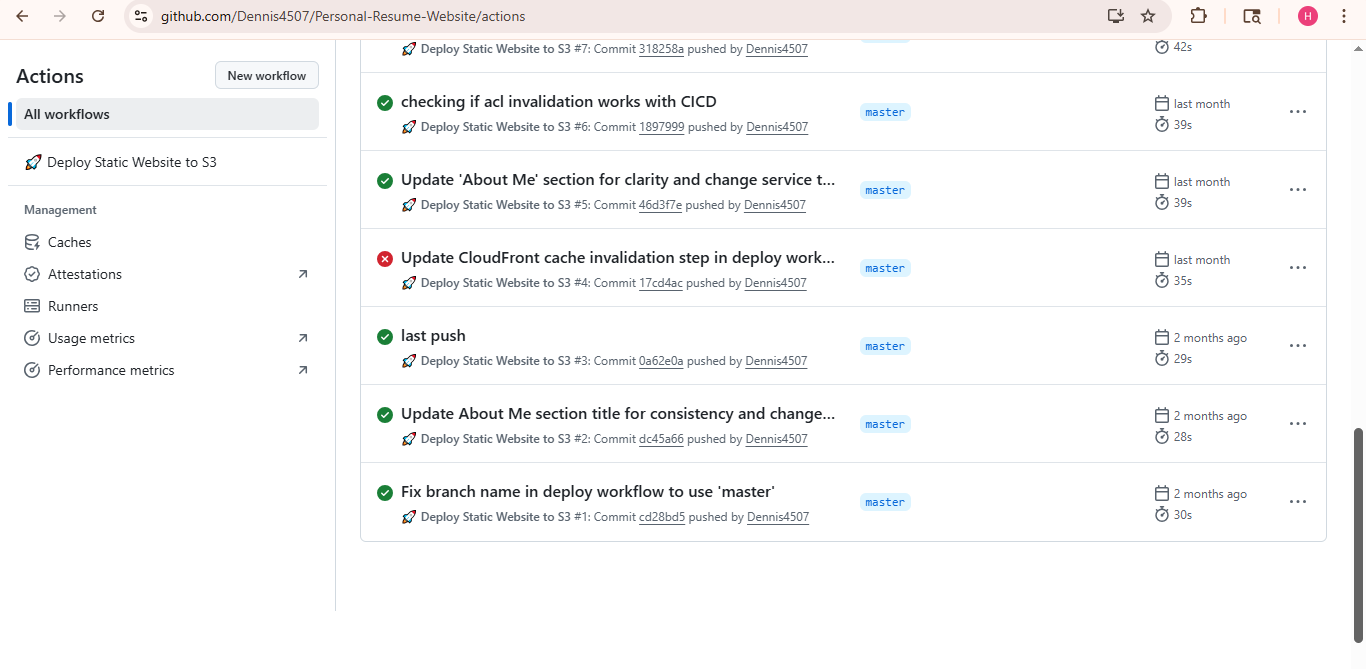 github.com/Dennis4507/Personal-Resume-Website/actions
H
Actions
New workflow
All workflows
Deploy Static Website to S3
Management
Caches
Attestations
Runners
Usage metrics
Performance metrics
Deploy Static Website to S3 #7: Commit 318258a pushed by Dennis4507
42s
checking if acl invalidation works with CICD
Deploy Static Website to S3 #6: Commit 1897999 pushed by Dennis4507
master
last month
39s
Update 'About Me' section for clarity and change service t...
Deploy Static Website to S3 #5: Commit 46d3f7e pushed by Dennis4507
master
last month
39s
Update CloudFront cache invalidation step in deploy work...
Deploy Static Website to S3 #4: Commit 17cd4ac pushed by Dennis4507
master
last month
35s
last push
Deploy Static Website to S3 #3: Commit 0a62e0a pushed by Dennis4507
master
2 months ago
29s
Update About Me section title for consistency and change...
Deploy Static Website to S3 #2: Commit dc45a66 pushed by Dennis4507
master
2 months ago
28s
Fix branch name in deploy workflow to use 'master'
Deploy Static Website to S3 #1: Commit cd28bd5 pushed by Dennis4507
master
2 months ago
30s